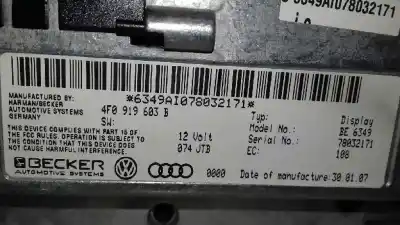 6349AI078032171
*6349AI078032171*
MANUFACTURED BY:
HARMAN/BECKER
AUTOMOTIVE SYSTEMS
GERMANY
4F0 919 603 B
SW:
Typ: Display
Model No.: BE 6349
Serial No.: 78032171
EC: 108
THIS DEVICE COMPLIES WITH PART 15 OF
THE FCC RULES. OPERATION IS SUBJECT TO
THE CONDITION THAT THIS DEVICE DOES
NOT CAUSE HARMFUL INTERFERENCE
12 Volt
074 JTB
BECKER
AUTOMOTIVE SYSTEMS
0000
Date of manufacture: 30.01.07